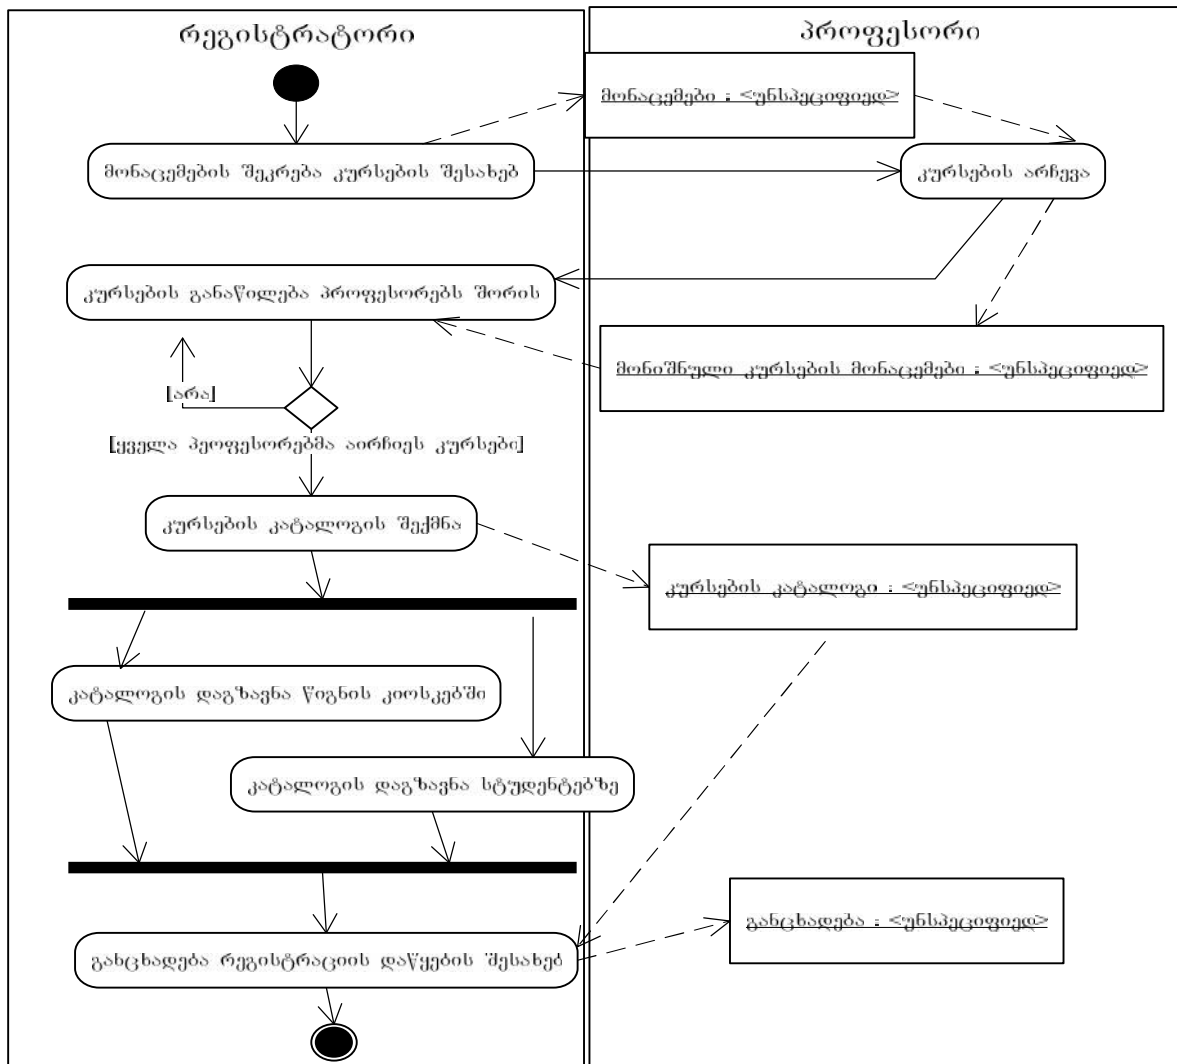 რეგისტრატორი
პროფესორი
მონაცემები : <უნსპეციფიედ>
მონაცემების შეკრება კურსების შესახებ
კურსების არჩევა
კურსების განაწილება პროფესორებს შორის
მონიშნული კურსების მონაცემები : <უნსპეციფიედ>
[არა]
[ყველა პეოფესორებმა აირჩიეს კურსები]
კურსების კატალოგის შექმნა
კურსების კატალოგი : <უნსპეციფიედ>
კატალოგის დაგზავნა წიგნის კიოსკებში
კატალოგის დაგზავნა სტუდენტებზე
განცხადება : <უნსპეციფიედ>
განცხადება რეგისტრაციის დაწყების შესახებ